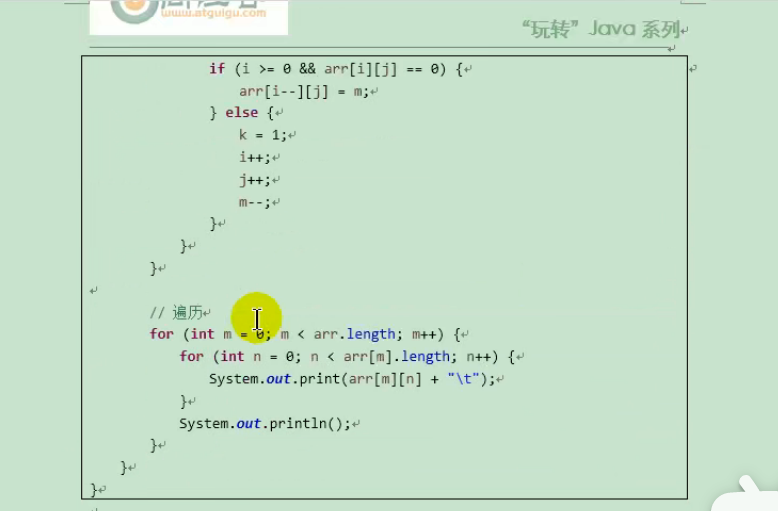 www.atguigu.com
“玩转”Java 系列
if (i >= 0 && arr[i][j] == 0) {
arr[i--][j] = m;
} else {
k = 1;
i++;
j++;
m--;
}
}
}
// 遍历
for (int m = 0; m < arr.length; m++) {
for (int n = 0; n < arr[m].length; n++) {
System.out.print(arr[m][n] + "\t");
}
System.out.println();
}
}
}